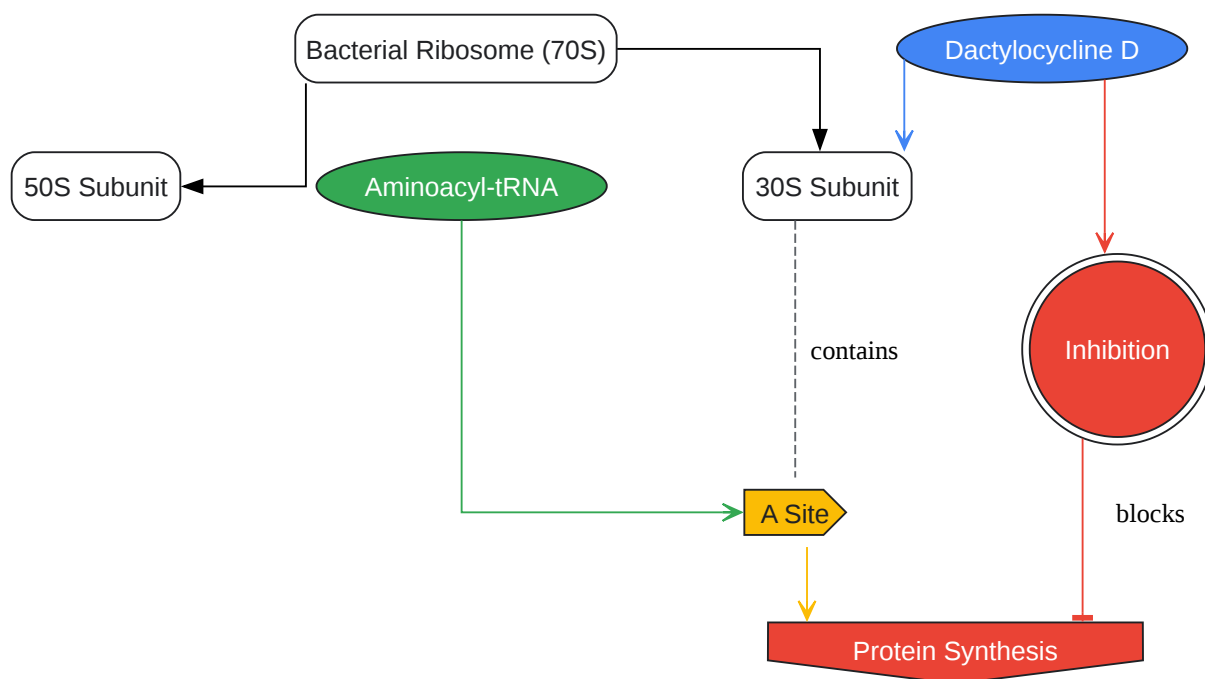 Bacterial Ribosome (70S)
Dactylocycline D
50S Subunit
Aminoacyl-tRNA
30S Subunit
contains
Inhibition
A Site
blocks
Protein Synthesis